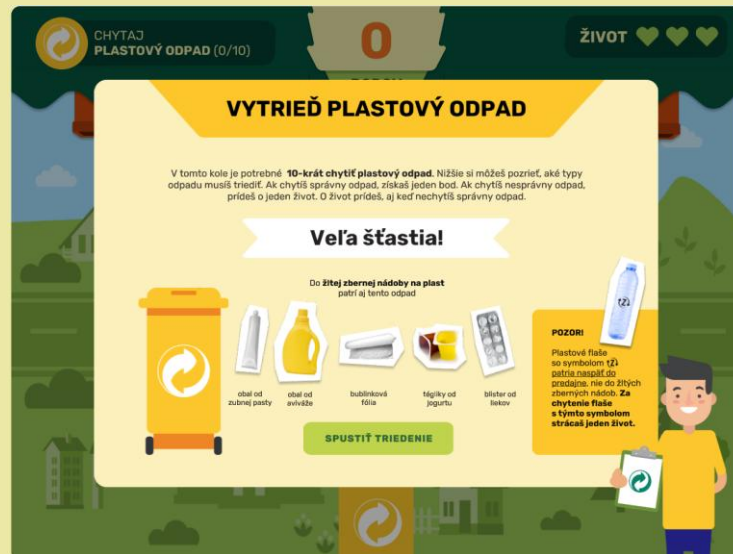 CHYTAJ
PLASTOVÝ ODPAD (0/10)
0
ŽIVOT
VYTRIEĎ PLASTOVÝ ODPAD
V tomto kole je potrebné 10-krát chytiť plastový odpad. Nižšie si môžeš pozrieť, aké typy
odpadu musíš triediť. Ak chytíš správny odpad, získaš jeden bod. Ak chytíš nesprávny odpad,
prídeš o jeden život. O život prídeš, aj keď nechytíš správny odpad.
Veľa šťastia!
Do žltej zbernej nádoby na plast
patrí aj tento odpad
obal od
zubnej pasty
obal od
aviváže
bublinková
fólia
tégliky od
jogurtu
blister od
liekov
SPUSTIŤ TRIEDENIE
POZOR!
Plastové fľaše
so symbolom
patria naspäť do
predajne, nie do žltých
zberných nádob. Za
chytenie fľaše
s týmto symbolom
strácaš jeden život.